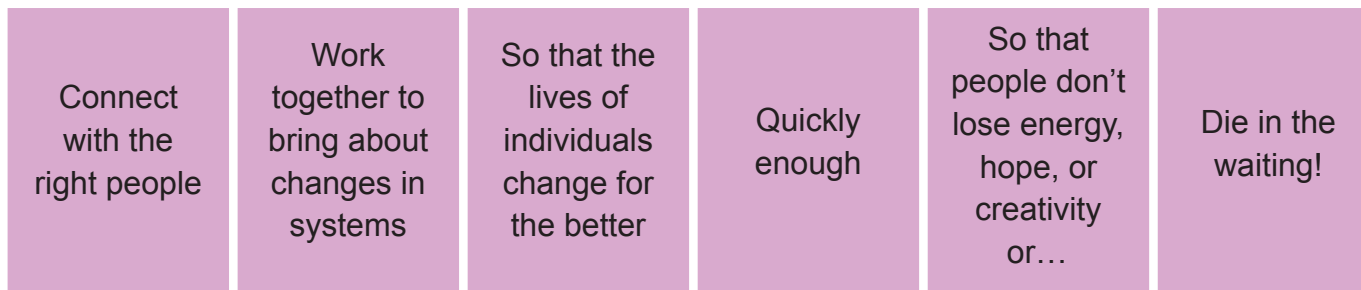 Connect
with the
right people
Work
together to
bring about
changes in
systems
So that the
lives of
individuals
change for
the better
Quickly
enough
So that
people don’t
lose energy,
hope, or
creativity
or…
Die in the
waiting!